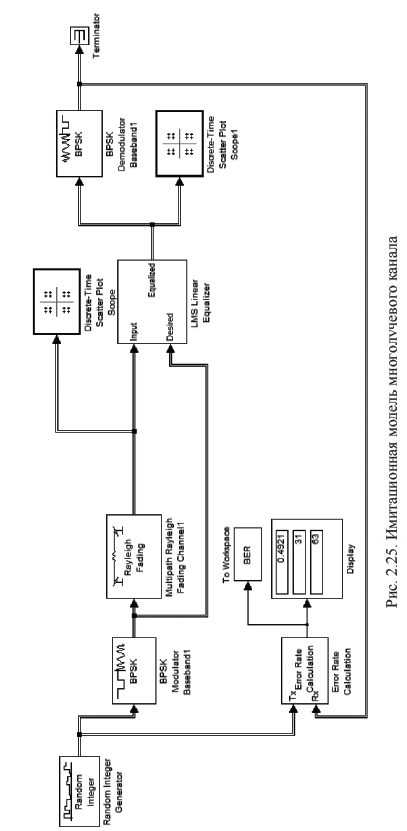 Random
Integer
Random Integer
Generator
BPSK
BPSK
Modulator
Baseband1
Rayleigh
Fading
Multipath Rayleigh
Fading Channel1
Discrete-Time
Scatter Plot
Scope
Input
Desired
Equalized
LMS Linear
Equalizer
BPSK
BPSK
Demodulator
Baseband1
Discrete-Time
Scatter Plot
Scope1
Terminator
Tx
Rx
Error Rate
Calculation
Error Rate
Calculation
To Workspace
BER
0.4921
31
63
Display
Рис. 2.25. Имитационная модель многолучевого канала